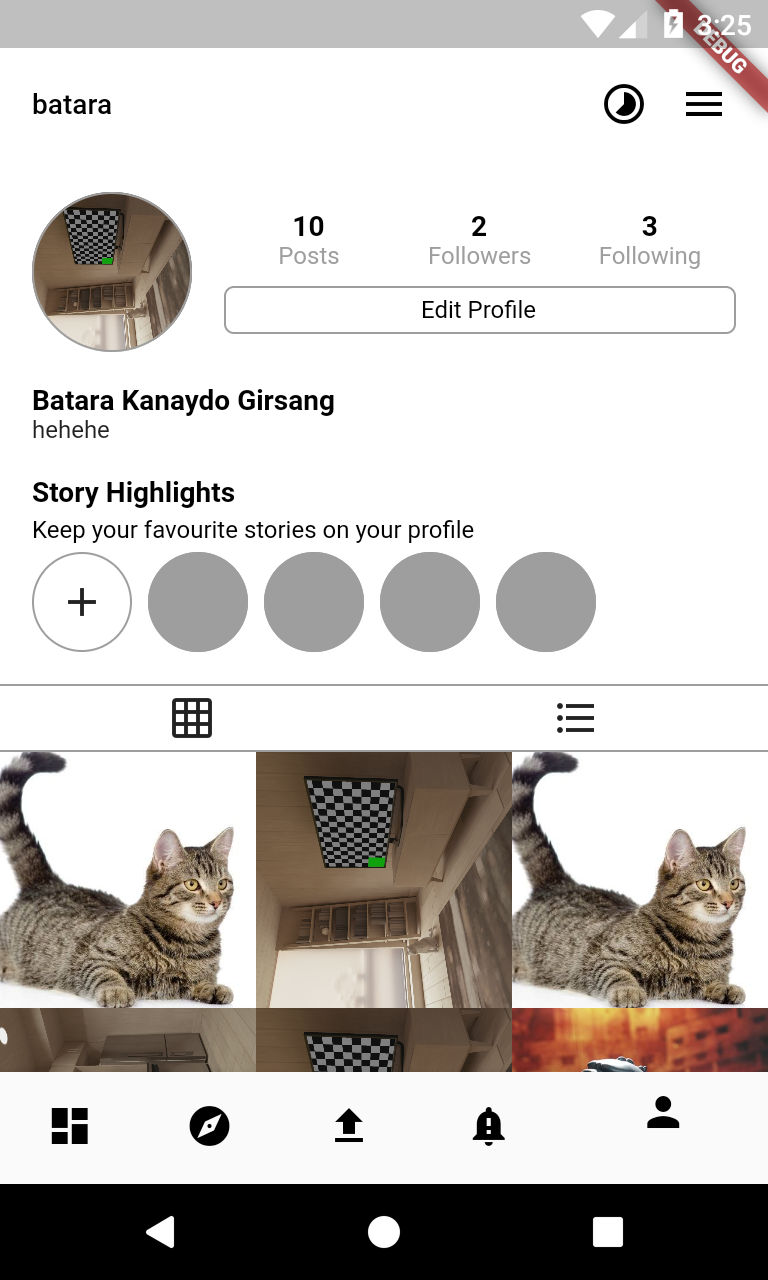 3:25
DEBUG
batara
10
Posts
2
Followers
3
Following
Edit Profile
Batara Kanaydo Girsang
hehehe
Story Highlights
Keep your favourite stories on your profile